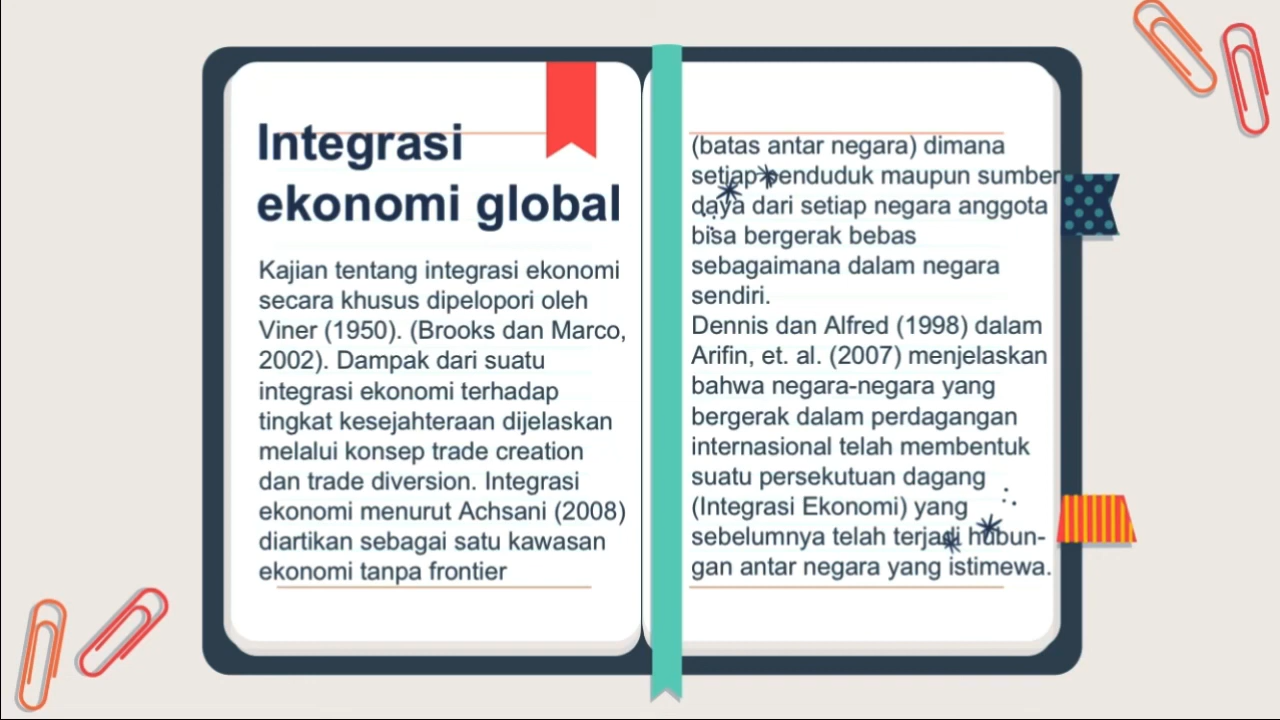 Integrasi
ekonomi global
Kajian tentang integrasi ekonomi
secara khusus dipelopori oleh
Viner (1950). (Brooks dan Marco,
2002). Dampak dari suatu
integrasi ekonomi terhadap
tingkat kesejahteraan dijelaskan
melalui konsep trade creation
dan trade diversion. Integrasi
ekonomi menurut Achsani (2008)
diartikan sebagai satu kawasan
ekonomi tanpa frontier
(batas antar negara) dimana
setiap penduduk maupun sumber
daya dari setiap negara anggota
bisa bergerak bebas
sebagaimana dalam negara
sendiri.
Dennis dan Alfred (1998) dalam
Arifin, et. al. (2007) menjelaskan
bahwa negara-negara yang
bergerak dalam perdagangan
internasional telah membentuk
suatu persekutuan dagang
(Integrasi Ekonomi) yang
sebelumnya telah terjadi hubun-
gan antar negara yang istimewa.